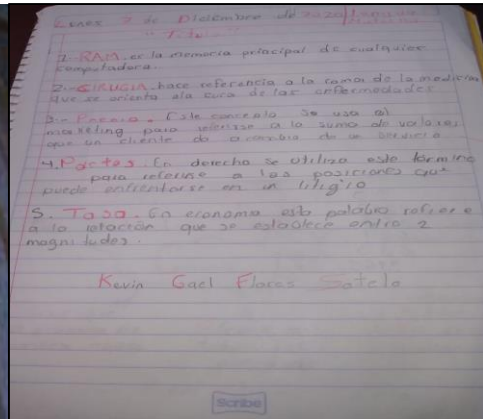 Lunes 7 de Diciembre de 2020
1.-RAM. es la memoria principal de cualquier
computadora.
2.-CIRUGIA. hace referencia a la rama de la medicina
que se orienta ala cura de las enfermedades
3.- Precio. Este concepto se usa al
marketing para referirse a la suma de valores
que un cliente da a cambio de un servicio
4.Pactos. En derecho se utiliza este término
para referirse a las posiciones que
puede enfrentarse en un litigio
5. Tasa. En economia esta palabra refiere
a la relación que se establece entre 2
magnitudes.
Kevin Gael Flores Sotelo
Scribe